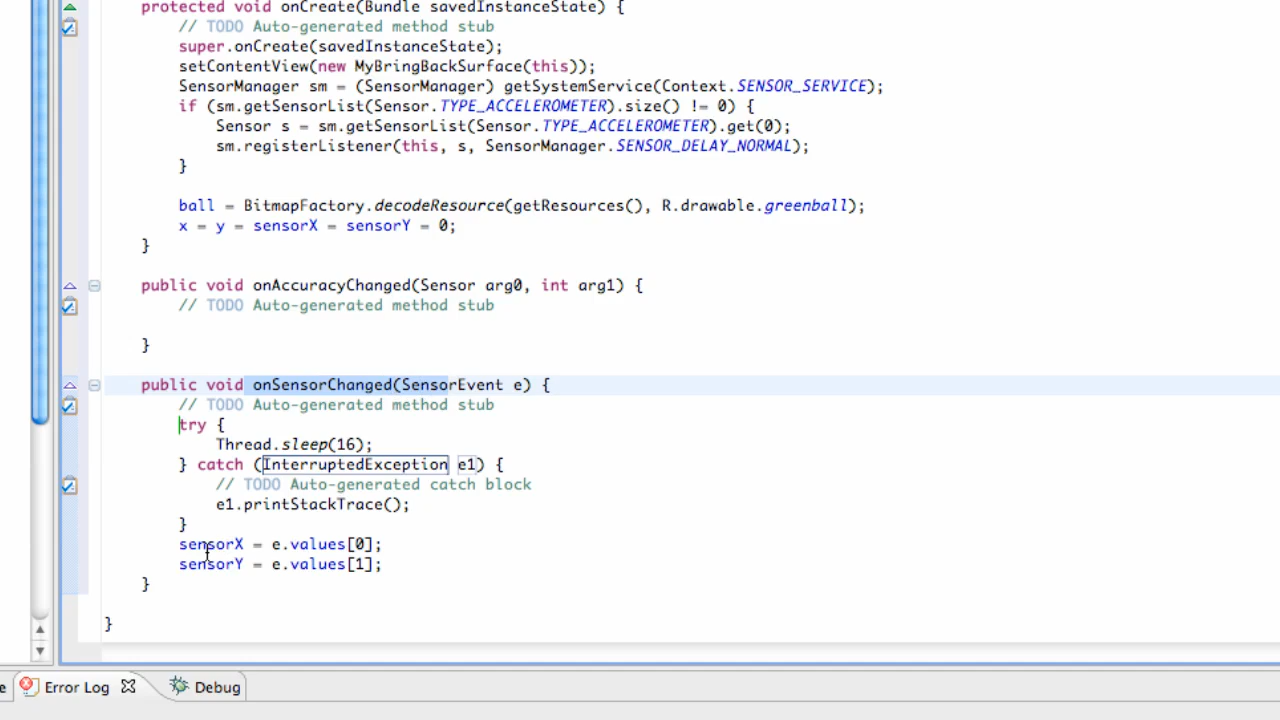 protected void onCreate(Bundle savedInstanceState) {
// TODO Auto-generated method stub
super.onCreate(savedInstanceState);
setContentView(new MyBringBackSurface(this));
SensorManager sm = (SensorManager) getSystemService(Context.SENSOR_SERVICE);
if (sm.getSensorList(Sensor.TYPE_ACCELEROMETER).size() != 0) {
Sensor s = sm.getSensorList(Sensor.TYPE_ACCELEROMETER).get(0);
sm.registerListener(this, s, SensorManager.SENSOR_DELAY_NORMAL);
}
ball = BitmapFactory.decodeResource(getResources(), R.drawable.greenball);
x = y = sensorX = sensorY = 0;
}
public void onAccuracyChanged(Sensor arg0, int arg1) {
// TODO Auto-generated method stub
}
public void onSensorChanged(SensorEvent e) {
// TODO Auto-generated method stub
try {
Thread.sleep(16);
} catch (InterruptedException e1) {
// TODO Auto-generated catch block
e1.printStackTrace();
}
sensorX = e.values[0];
sensorY = e.values[1];
}
}
e Error Log Debug